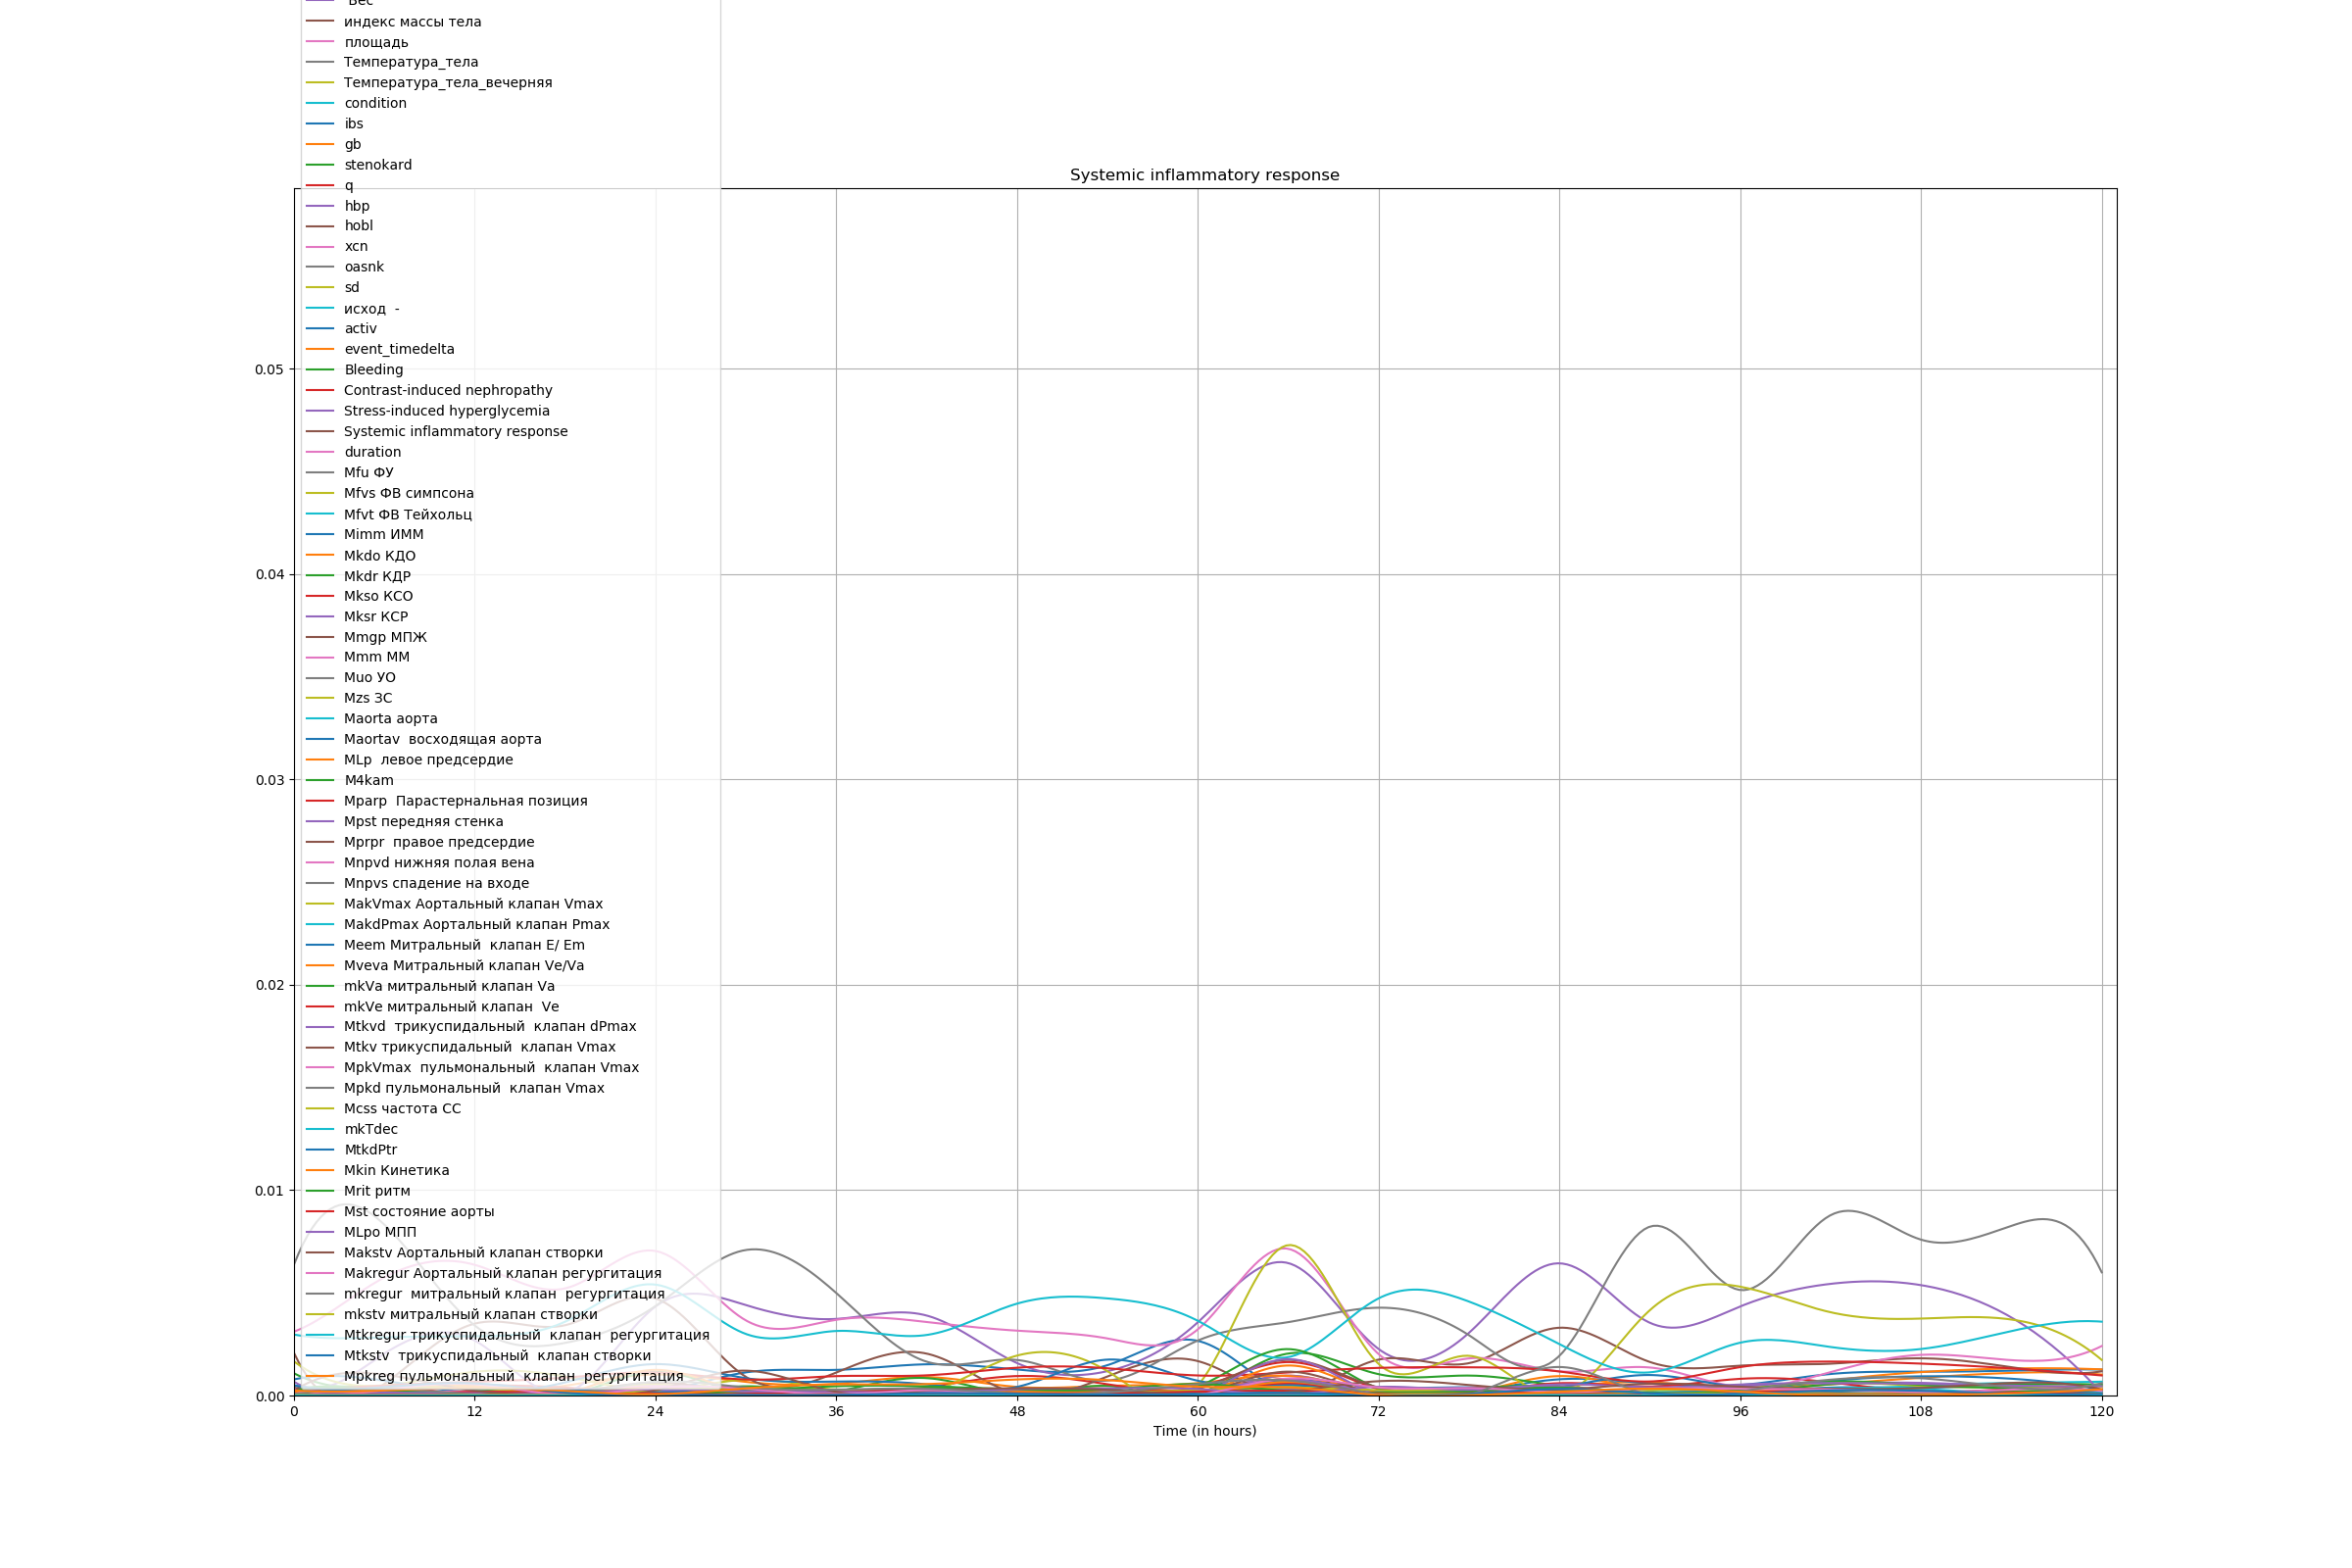 Вес
индекс массы тела
площадь
Температура_тела
Температура_тела_вечерняя
condition
ibs
gb
stenokard
Systemic inflammatory response
q
hbp
hobl
xcn
oasnk
sd
исход -
activ
event_timedelta
0.05
Bleeding
Contrast-induced nephropathy
Stress-induced hyperglycemia
Systemic inflammatory response
duration
Mfu ФУ
Mfvs ФВ симпсона
Mfvt ФВ Тейхольц
Mimm ИММ
Mkdo КДО
0.04
Mkdr КДР
Mkso КСО
Mksr КСР
Mmgp МПЖ
Mmm ММ
Muo УО
Mzs ЗС
Maorta аорта
Maortav восходящая аорта
MLp левое предсердие
0.03
M4kam
Mparp Парастернальная позиция
Mpst передняя стенка
Mprpr правое предсердие
Mnpvd нижняя полая вена
Mnpvs спадение на входе
MakVmax Аортальный клапан Vmax
MakdPmax Аортальный клапан Pmax
Meem Митральный клапан E/ Em
Mveva Митральный клапан Ve/Va
0.02
mkVa митральный клапан Va
mkVe митральный клапан Ve
Mtkvd трикуспидальный клапан dPmax
Mtkv трикуспидальный клапан Vmax
MpkVmax пульмональный клапан Vmax
Mpkd пульмональный клапан Vmax
Mcss частота СС
mkTdec
MtkdPtr
Mkin Кинетика
0.01
Mrit ритм
Mst состояние аорты
MLpo МПП
Makstv Аортальный клапан створки
Makregur Аортальный клапан регургитация
mkregur митральный клапан регургитация
mkstv митральный клапан створки
Mtkregur трикуспидальный клапан регургитация
Mtkstv трикуспидальный клапан створки
Mpkreg пульмональный клапан регургитация
0.00
0 12 24 36 48 60 72 84 96 108 120
Time (in hours)